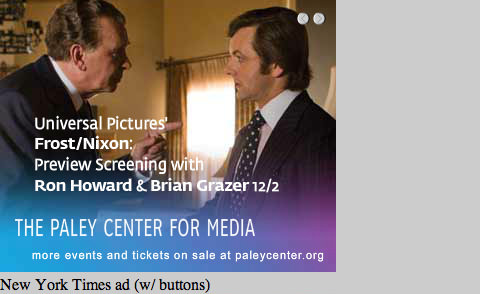 Universal Pictures'
Frost/Nixon:
Preview Screening with
Ron Howard & Brian Grazer 12/2
THE PALEY CENTER FOR MEDIA
more events and tickets on sale at paleycenter.org
New York Times ad (w/ buttons)